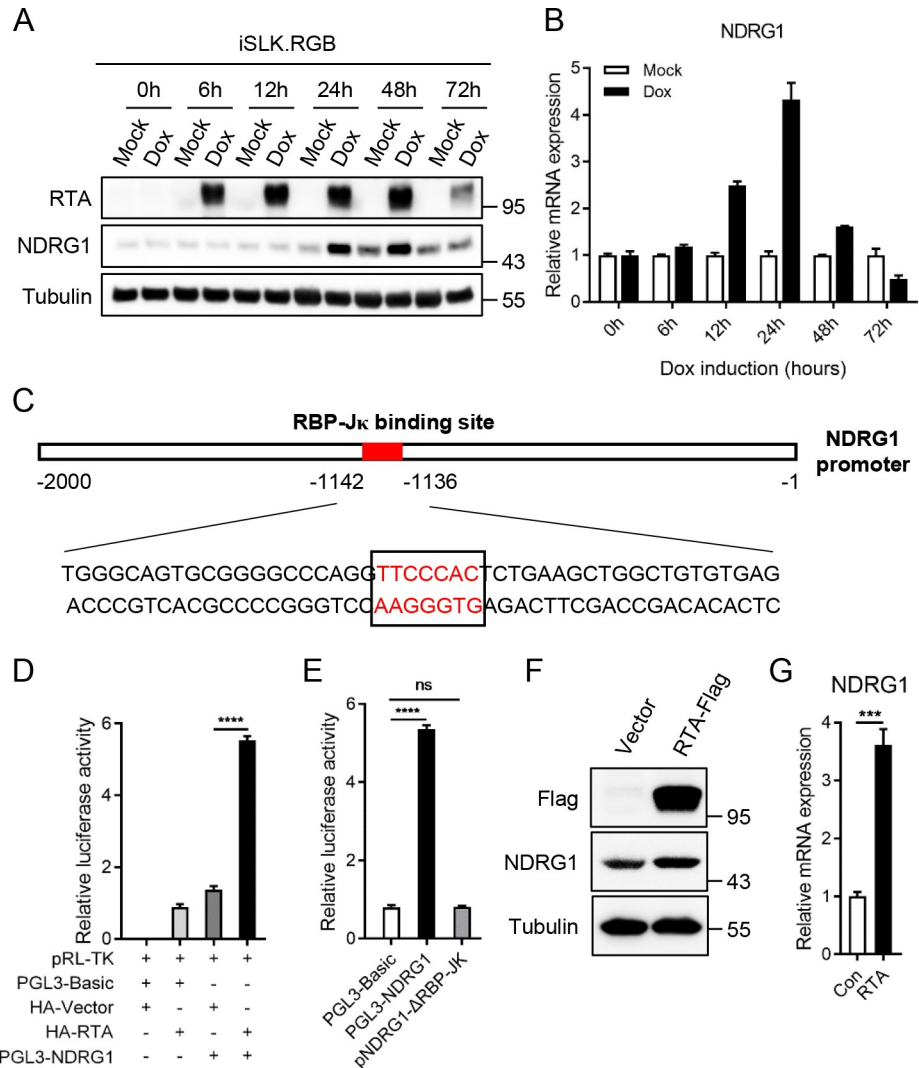 A
iSLK.RGB
0h 6h 12h 24h 48h 72h
Mock Dox Mock Dox Mock Dox Mock Dox Mock Dox Mock Dox
RTA
95
NDRG1
43
Tubulin
55
B
NDRG1
Mock
Dox
Relative mRNA expression
5
4
3
2
1
0
0h 6h 12h 24h 48h 72h
Dox induction (hours)
C
RBP-Jκ binding site
NDRG1
promoter
-2000 -1142 -1136 -1
TGGGCAGTGCGGGGCCCAGGTTCCCACTCTGAAGCTGGCTGTGTGAG
ACCCGTCACGCCCCGGGTCCAAGGGTGAGACTTCGACCGACACACTC
D
Relative luciferase activity
6
4
2
0
****
pRL-TK + + + +
PGL3-Basic + + - -
HA-Vector + - + -
HA-RTA - + - +
PGL3-NDRG1 - - + +
E
Relative luciferase activity
6
4
2
0
ns
****
PGL3-Basic
PGL3-NDRG1
pNDRG1-ΔRBP-JK
F
Vector
RTA-Flag
Flag
95
NDRG1
43
Tubulin
55
G
NDRG1
Relative mRNA expression
4
3
2
1
0
***
Con
RTA